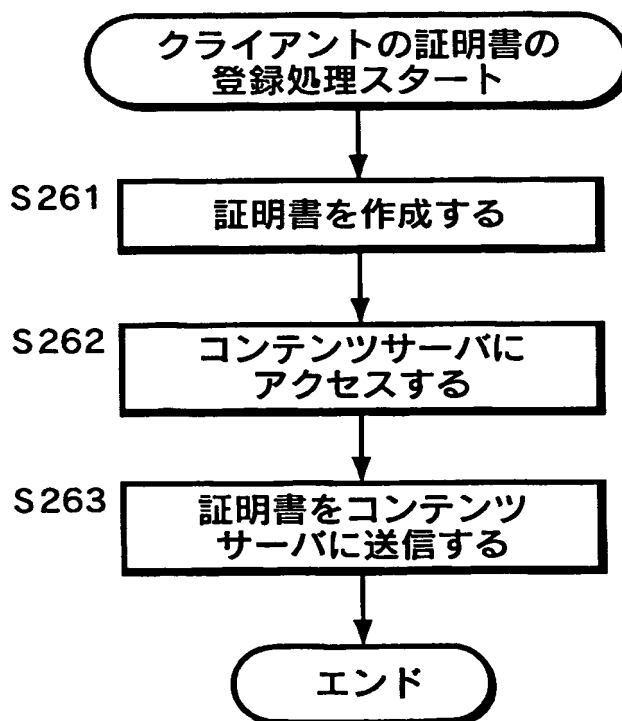 クライアントの証明書の
登録処理スタート
S261
証明書を作成する
S262
コンテンツサーバに
アクセスする
S263
証明書をコンテンツ
サーバに送信する
エンド